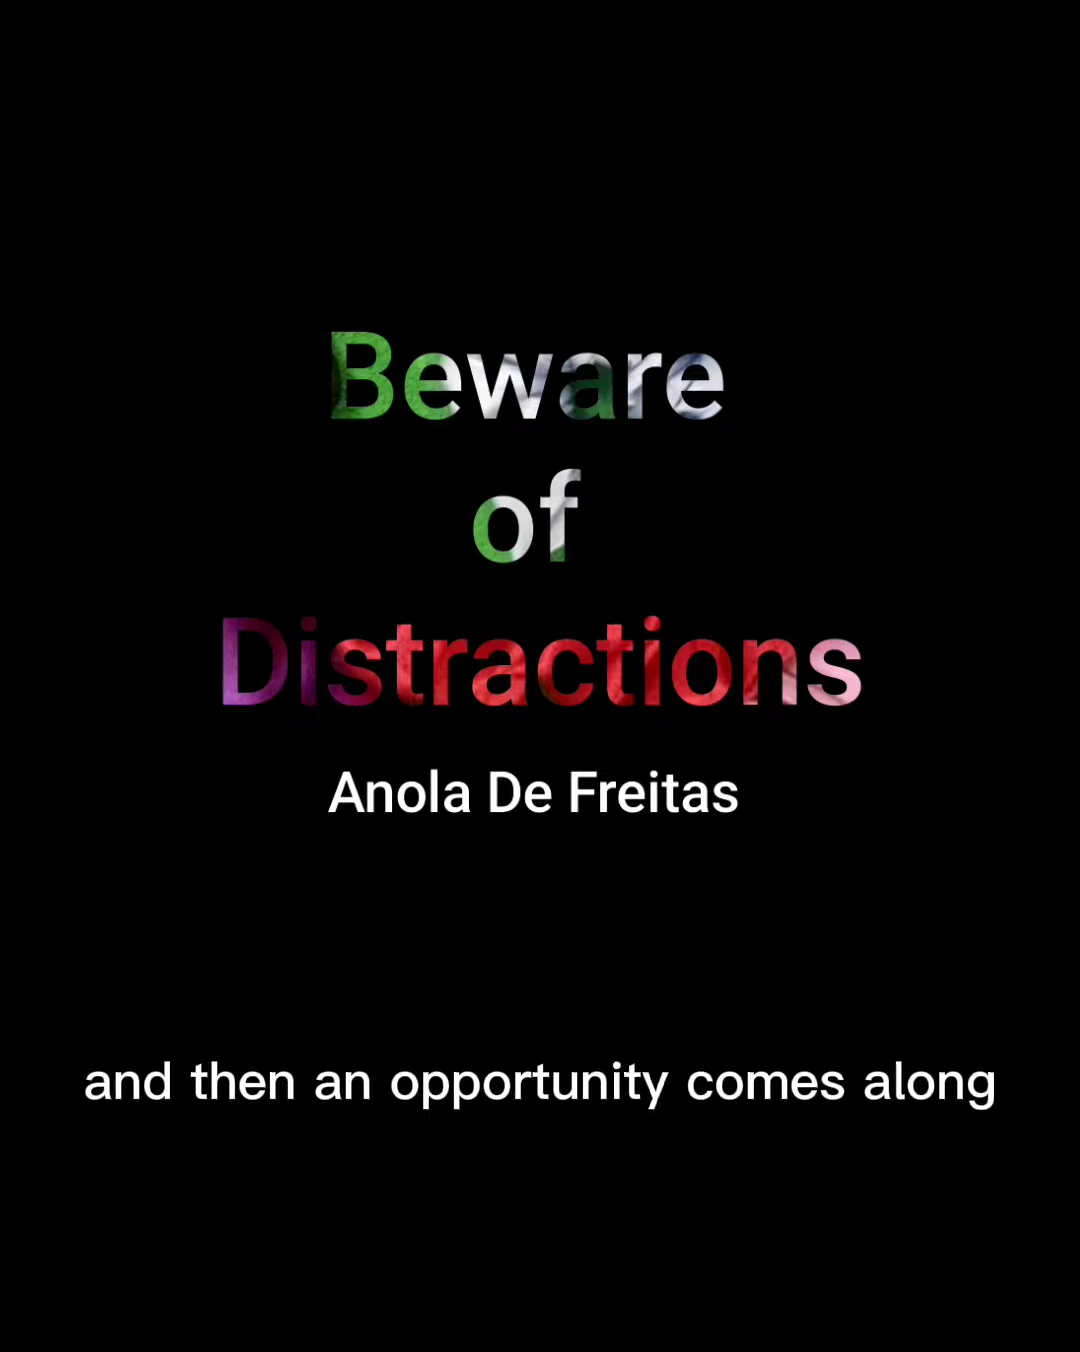 Beware
of
Distractions
Anola De Freitas
and then an opportunity comes along